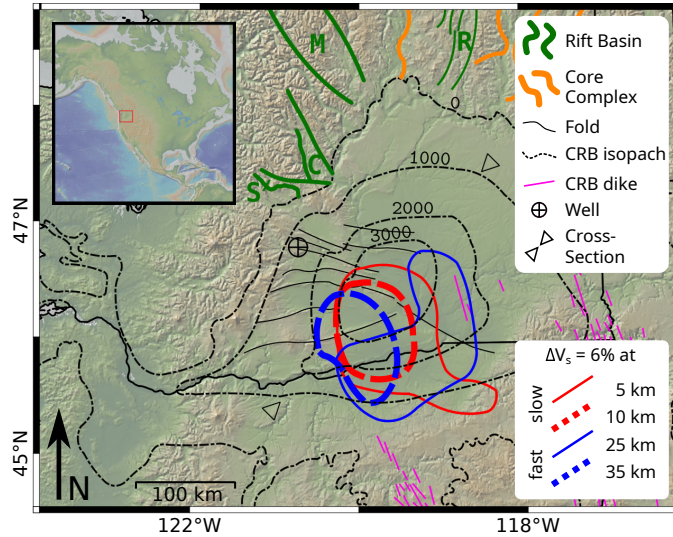 M
R
C
S
0
1000
2000
3000
47°N
45°N
122°W
118°W
N
100 km
Rift Basin
Core
Complex
Fold
CRB isopach
CRB dike
Well
Cross-
Section
ΔVs = 6% at
slow
5 km
10 km
fast
25 km
35 km